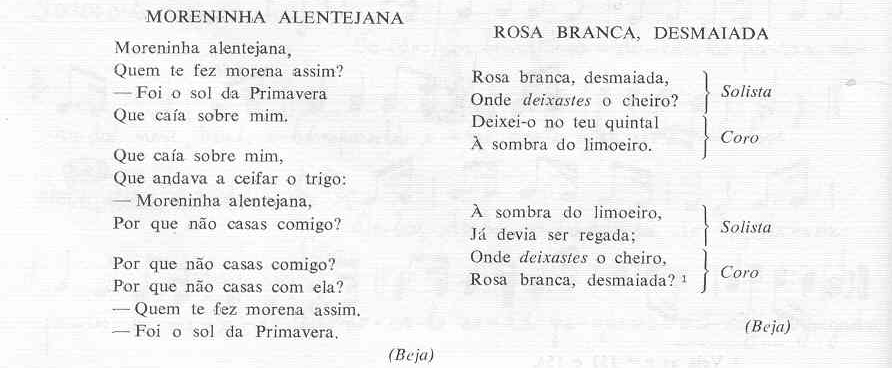 MORENINHA ALENTEJANA
Moreninha alentejana,
Quem te fez morena assim?
— Foi o sol da Primavera
Que caía sobre mim.
Que caía sobre mim,
Que andava a ceifar o trigo:
— Moreninha alentejana,
Por que não casas comigo?
Por que não casas comigo?
Por que não casas com ela?
— Quem te fez morena assim.
— Foi o sol da Primavera.
(Beja)
ROSA BRANCA, DESMAIADA
Rosa branca, desmaiada,
Onde deixastes o cheiro?
Solista
Deixei-o no teu quintal
À sombra do limoeiro.
Coro
À sombra do limoeiro,
Já devia ser regada;
Solista
Onde deixastes o cheiro,
Rosa branca, desmaiada? ¹
Coro
(Beja)